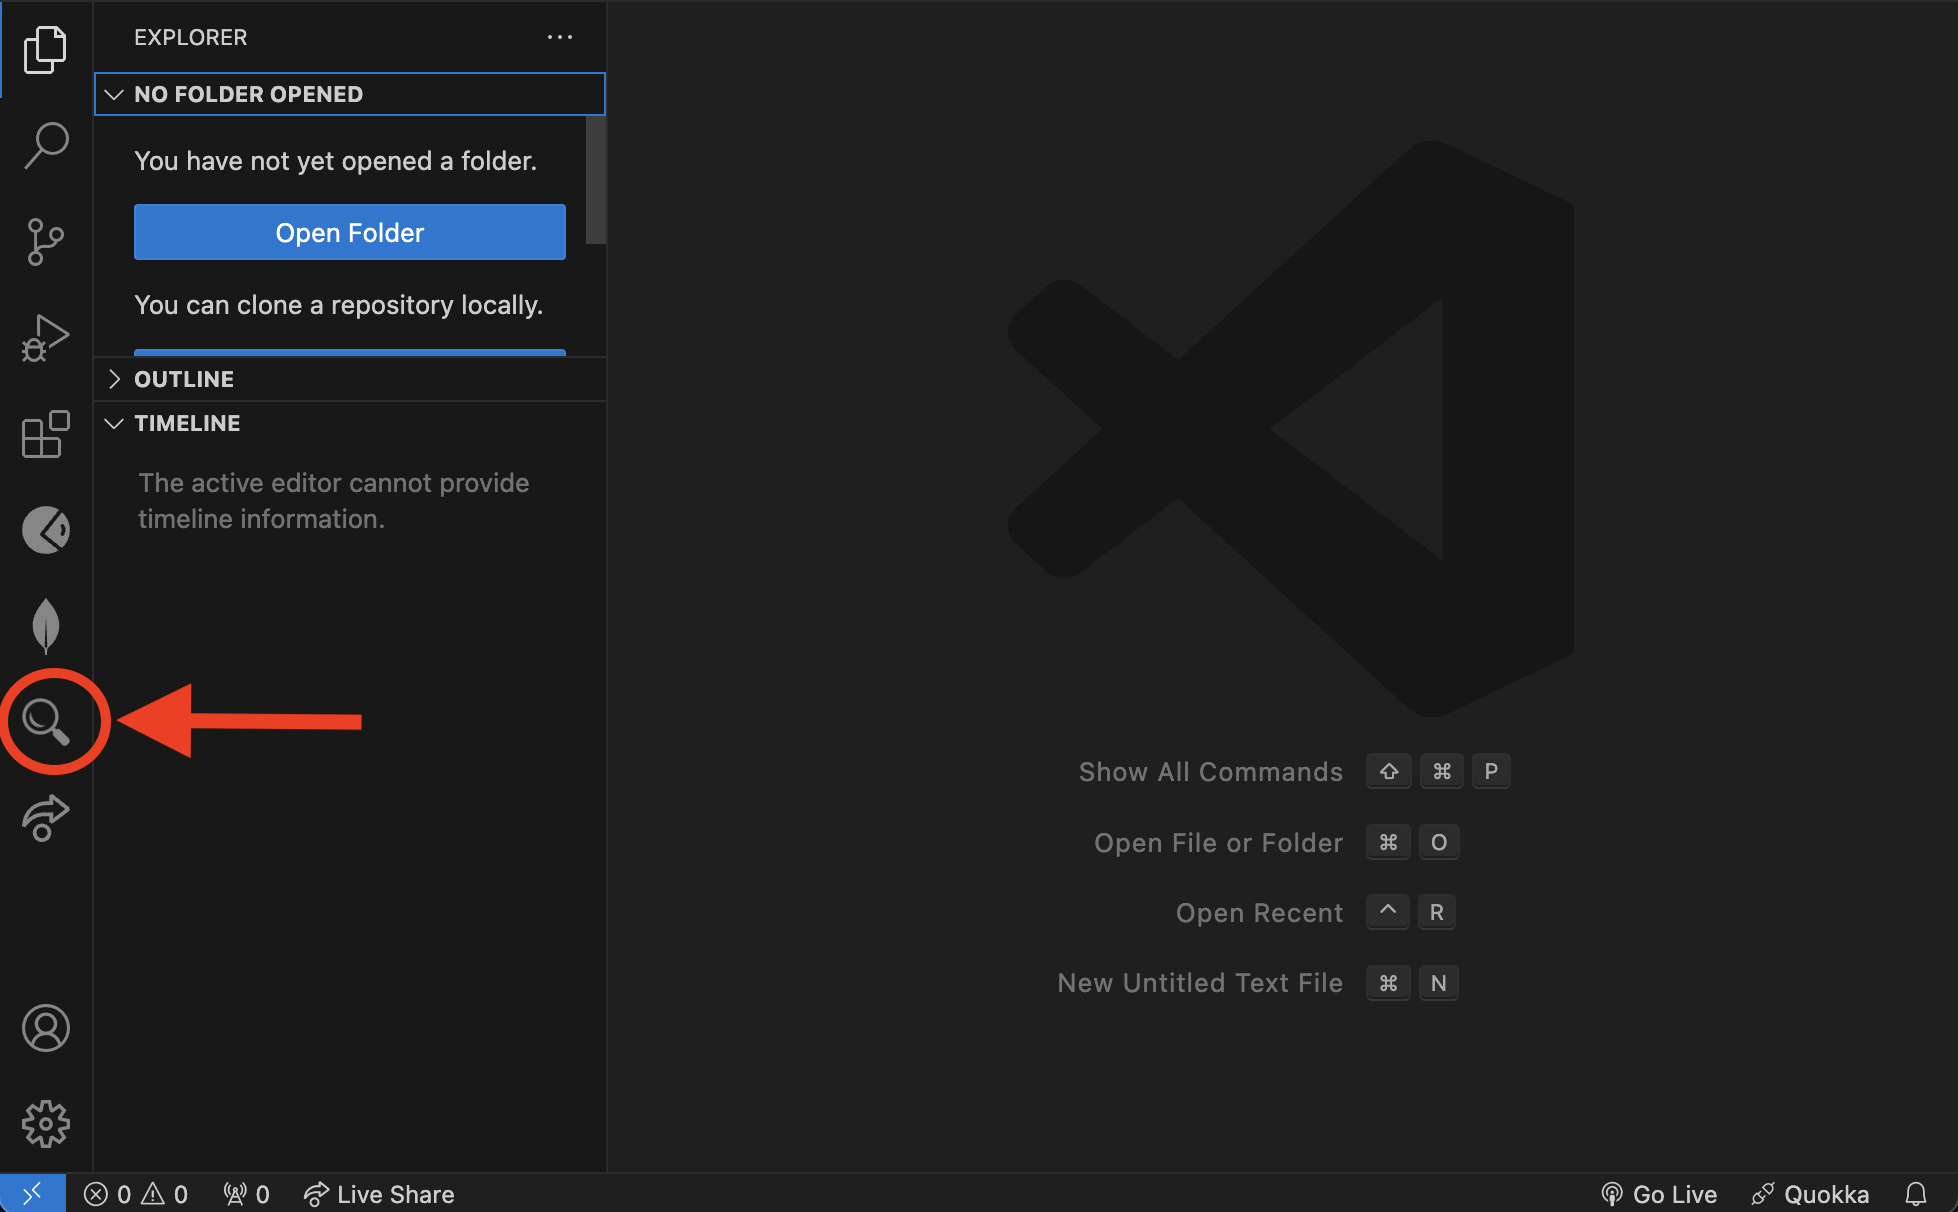 EXPLORER
NO FOLDER OPENED
You have not yet opened a folder.
Open Folder
You can clone a repository locally.
OUTLINE
TIMELINE
The active editor cannot provide
timeline information.
Show All Commands ⇧ ⌘ P
Open File or Folder ⌘ O
Open Recent ^ R
New Untitled Text File ⌘ N
0 0 0 Live Share
Go Live Quokka